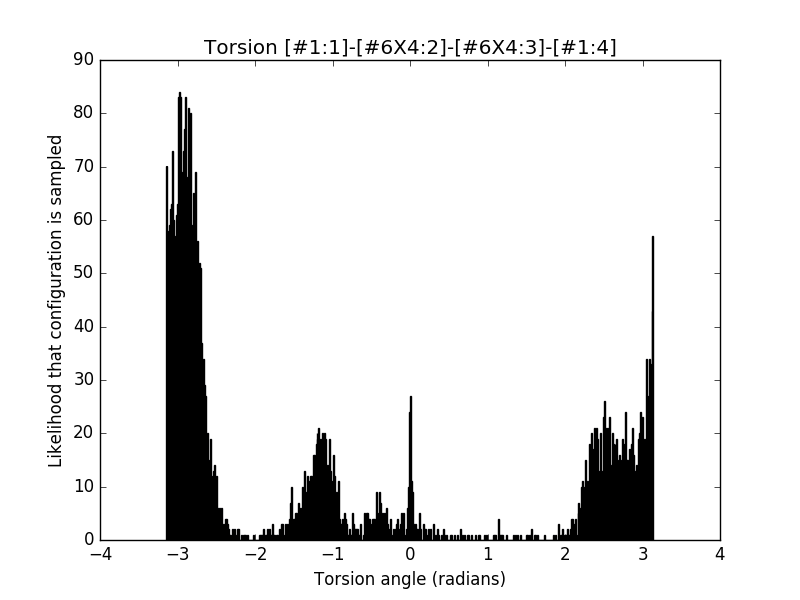 Torsion [#1:1]-[#6X4:2]-[#6X4:3]-[#1:4]
Likelihood that configuration is sampled
90
80
70
60
50
40
30
20
10
0
−4 −3 −2 −1 0 1 2 3 4
Torsion angle (radians)